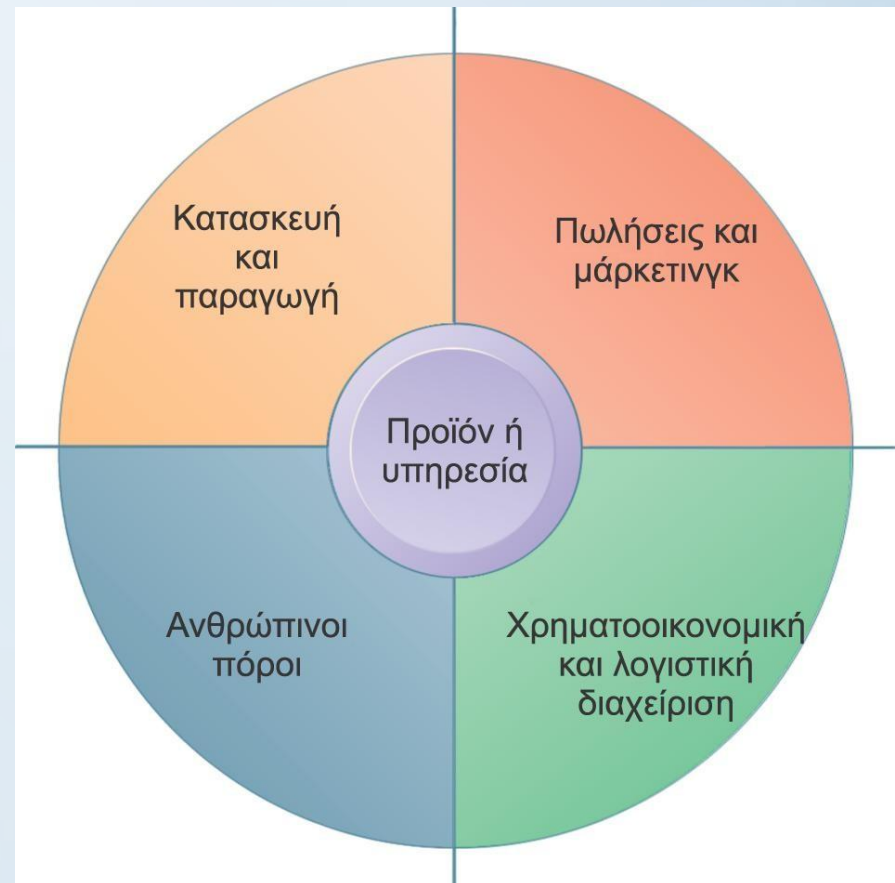 Κατασκευή
και
παραγωγή
Πωλήσεις και
μάρκετινγκ
Προϊόν ή
υπηρεσία
Ανθρώπινοι
πόροι
Χρηματοοικονομική
και λογιστική
διαχείριση